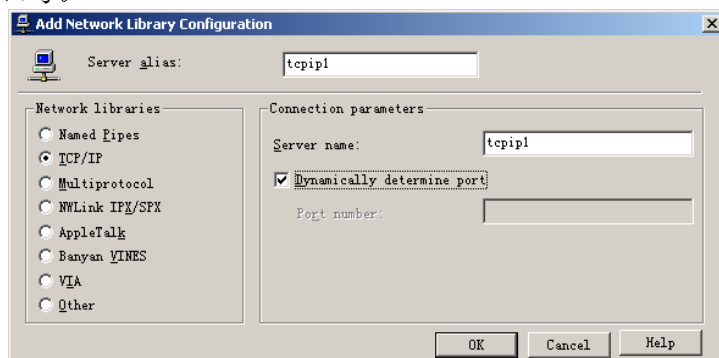 Add Network Library Configuration
Server alias: tcpip1
Network libraries
Named Pipes
TCP/IP
Multiprotocol
NWLink IPX/SPX
AppleTalk
Banyan VINES
VIA
Other
Connection parameters
Server name: tcpip1
Dynamically determine port
Port number:
OK Cancel Help